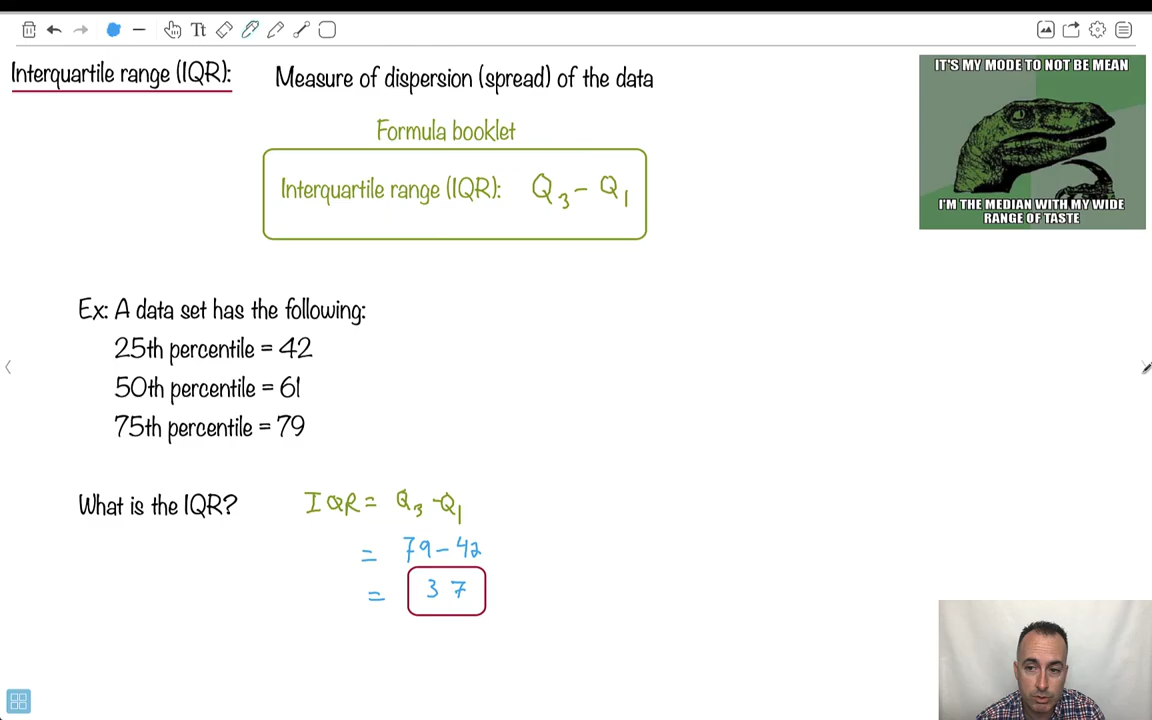 Tt
Interquartile range (IQR):
Measure of dispersion (spread) of the data
IT'S MY MODE TO NOT BE MEAN
I'M THE MEDIAN WITH MY WIDE
RANGE OF TASTE
Formula booklet
Interquartile range (IQR): Q3 - Q1
Ex: A data set has the following:
25th percentile = 42
50th percentile = 61
75th percentile = 79
What is the IQR?
IQR = Q3 - Q1
= 79 - 42
= 37